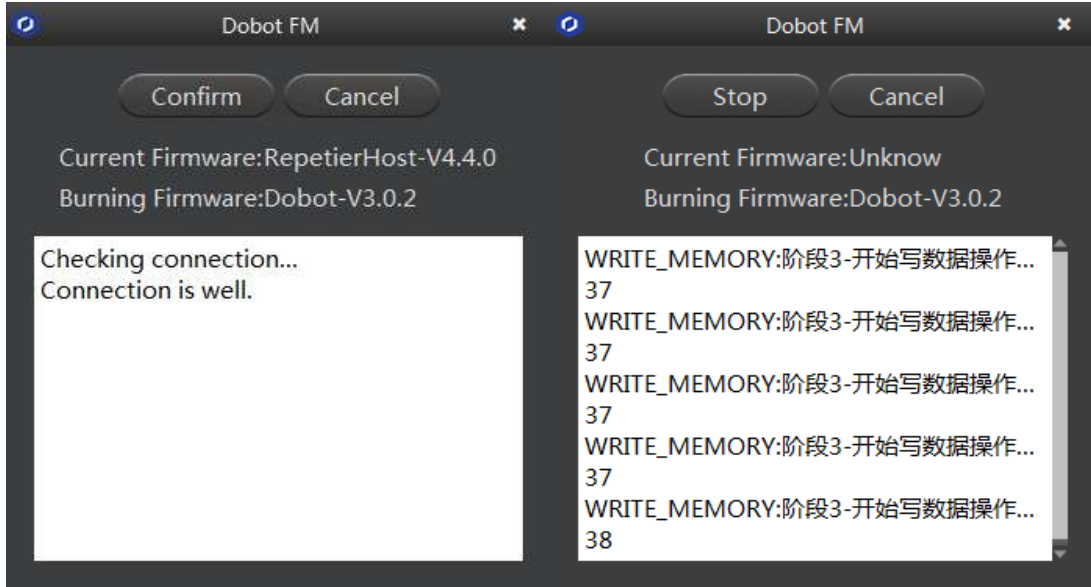 Dobot FM
Confirm Cancel
Current Firmware:RepetierHost-V4.4.0
Burning Firmware:Dobot-V3.0.2
Checking connection...
Connection is well.
Dobot FM
Stop Cancel
Current Firmware:Unknow
Burning Firmware:Dobot-V3.0.2
WRITE_MEMORY:阶段3-开始写数据操作...
37
WRITE_MEMORY:阶段3-开始写数据操作...
37
WRITE_MEMORY:阶段3-开始写数据操作...
37
WRITE_MEMORY:阶段3-开始写数据操作...
37
WRITE_MEMORY:阶段3-开始写数据操作...
38